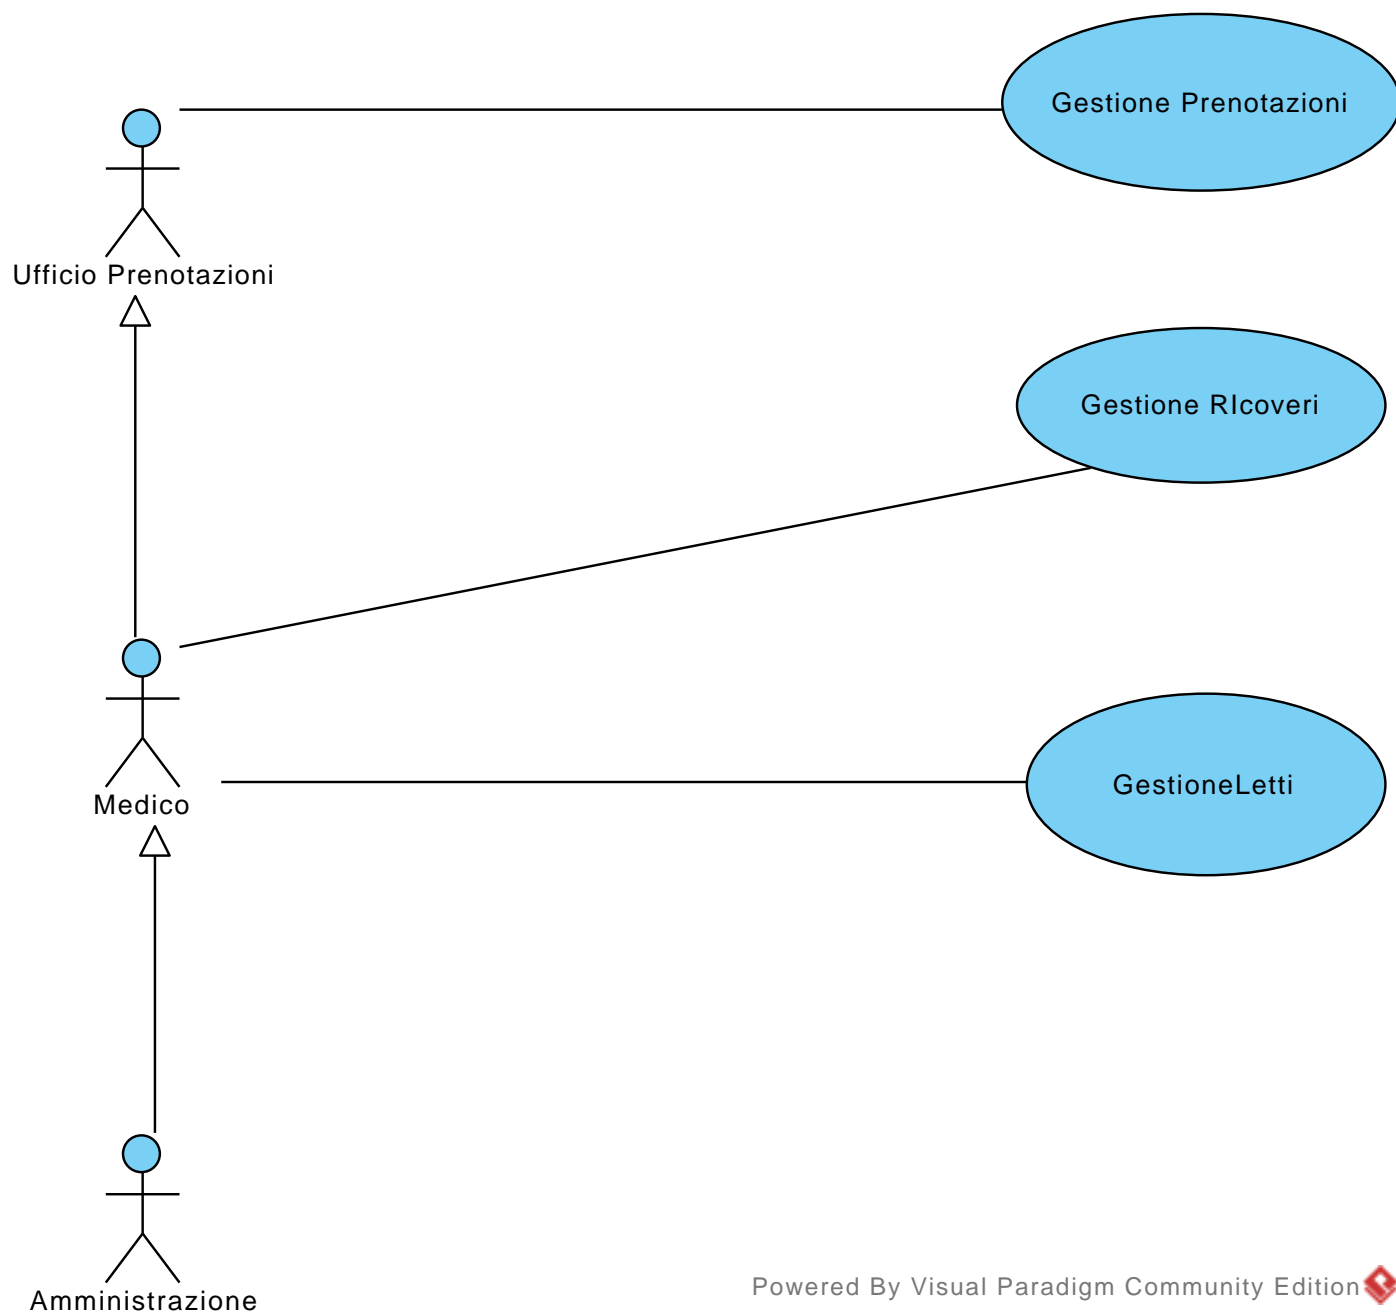 Gestione Prenotazioni
Ufficio Prenotazioni
Gestione RIcoveri
GestioneLetti
Medico
Amministrazione
Powered By Visual Paradigm Community Edition